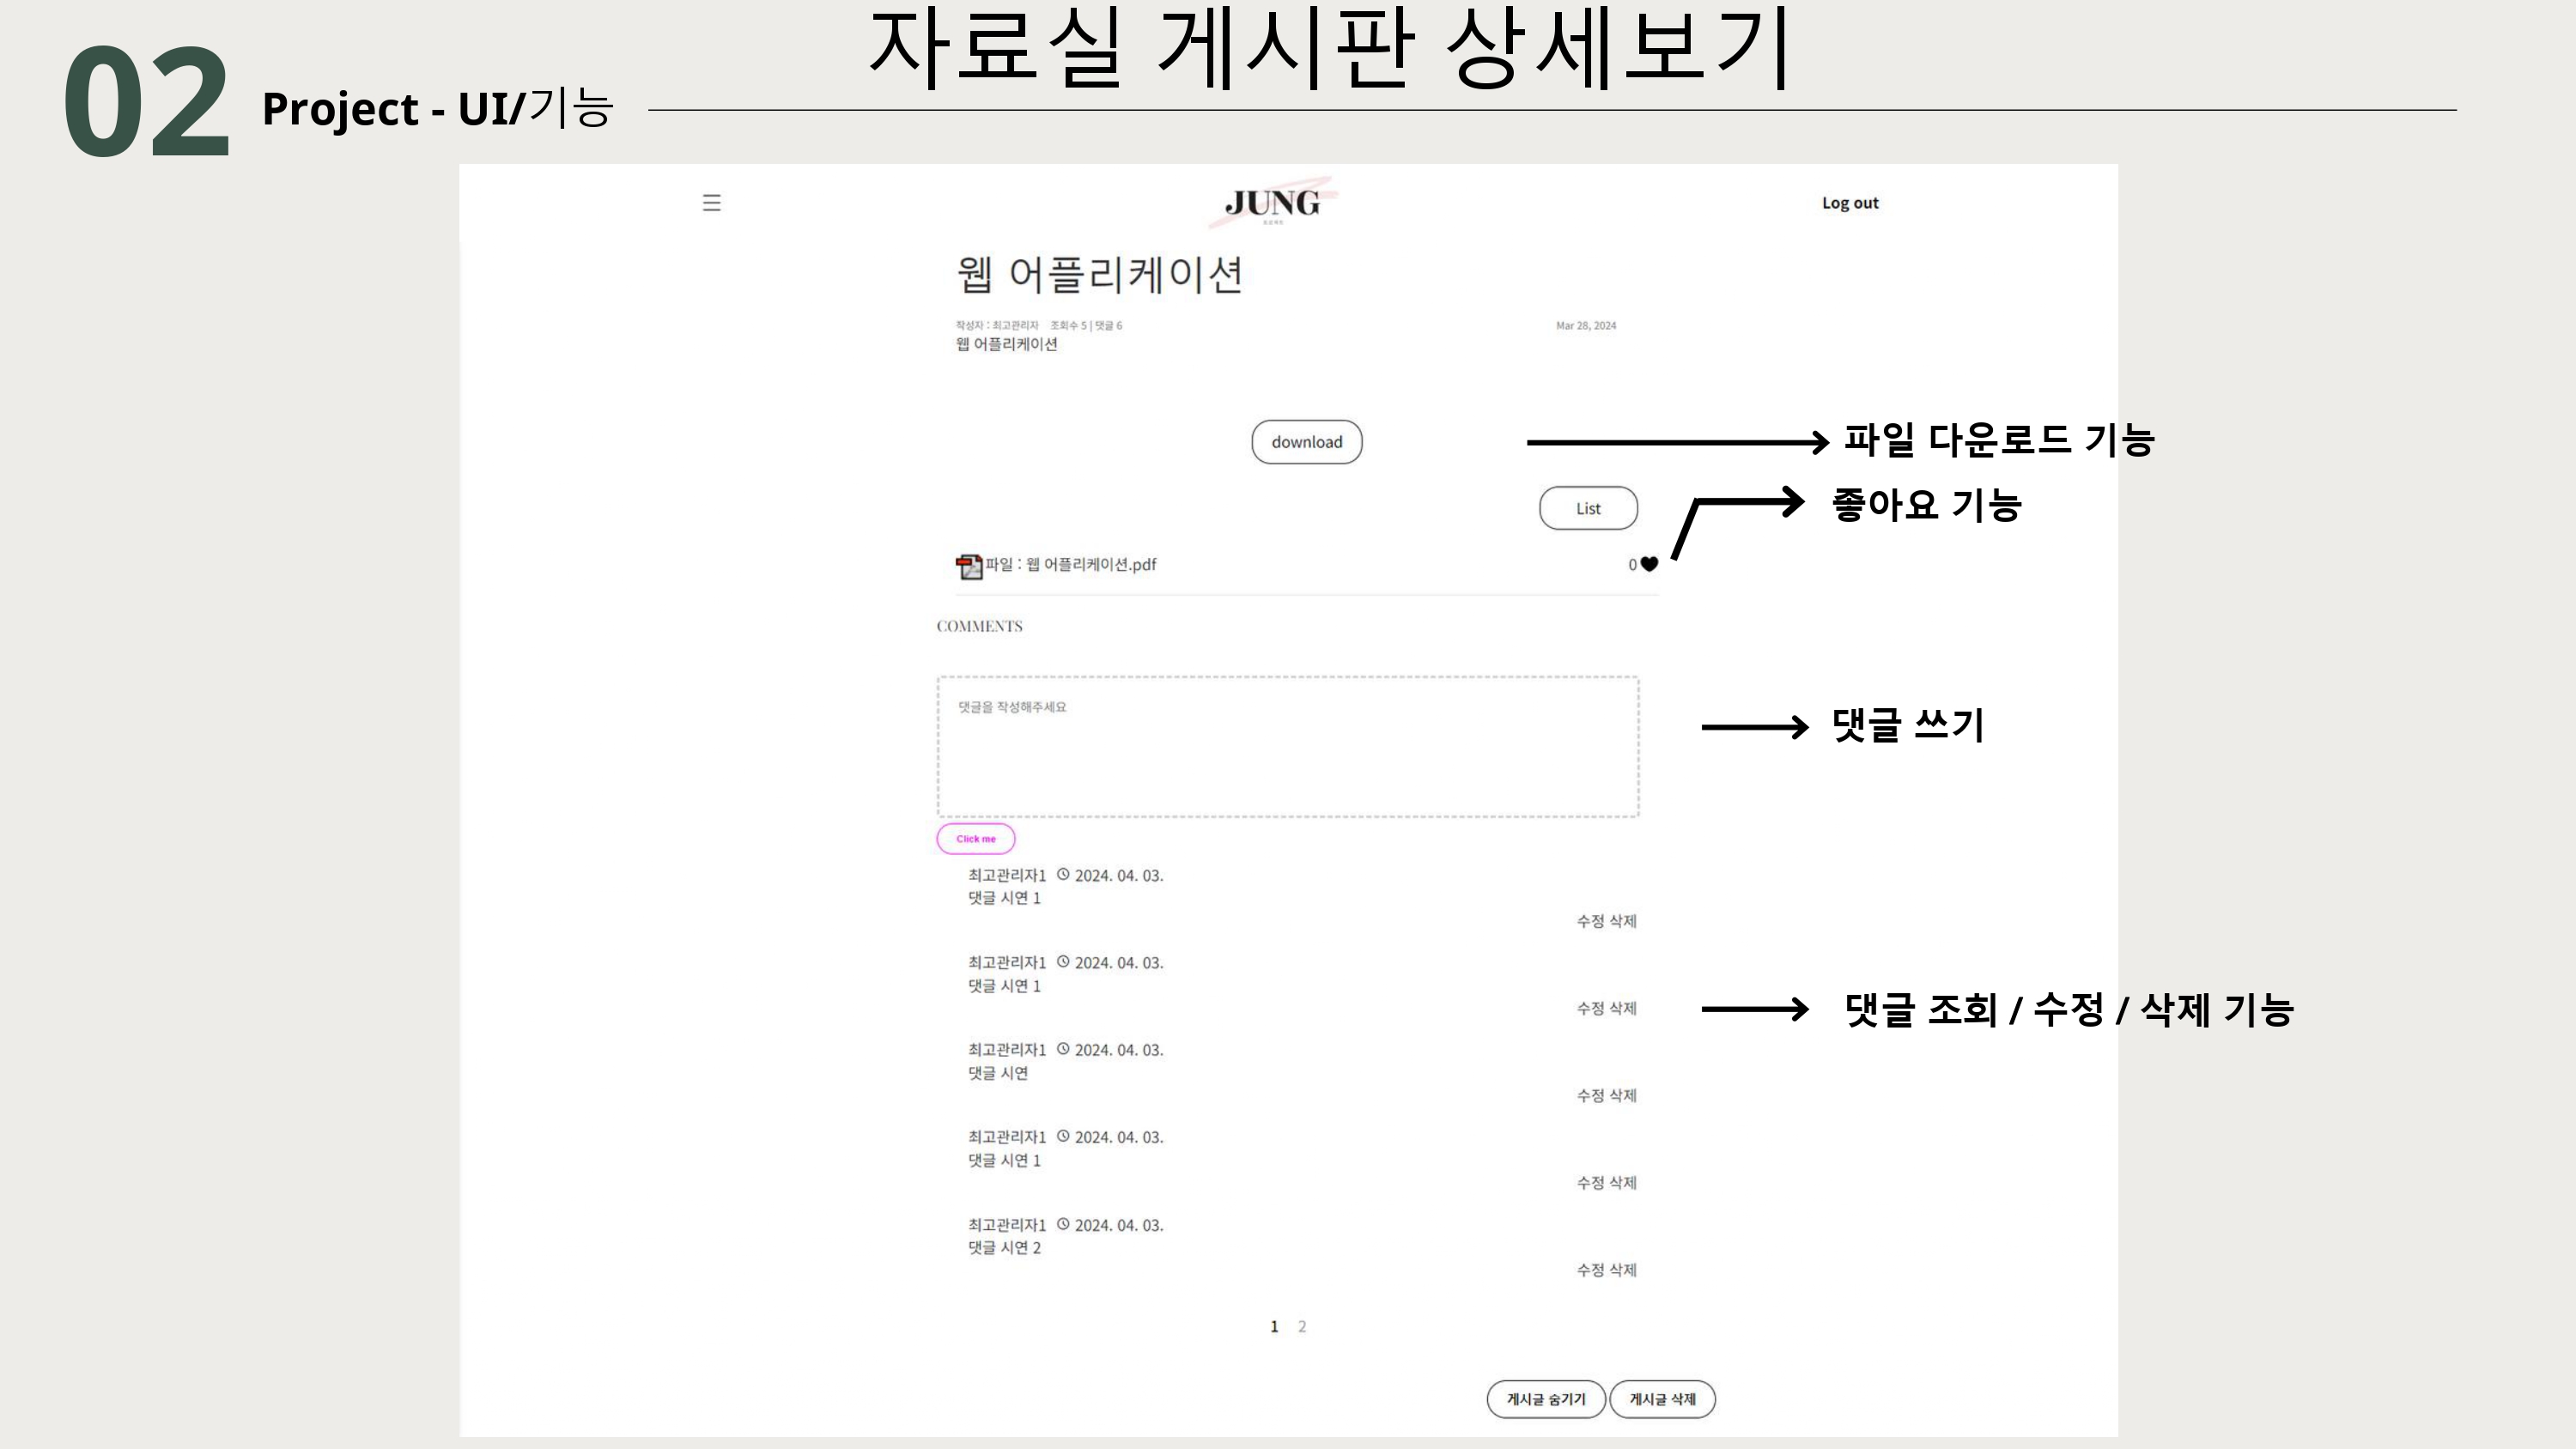 자료실 게시판 상세보기
02 Project - UI/기능
☰ JUNG Log out
프로젝트
웹 어플리케이션
작성자 : 최고관리자 조회수 5 | 댓글 6 Mar 28, 2024
웹 어플리케이션
download 파일 다운로드 기능
List 좋아요 기능
파일 : 웹 어플리케이션.pdf 0
COMMENTS
댓글을 작성해주세요
댓글 쓰기
Click me
최고관리자1 2024. 04. 03.
댓글 시연 1
수정 삭제
최고관리자1 2024. 04. 03.
댓글 시연 1
수정 삭제 댓글 조회 / 수정 / 삭제 기능
최고관리자1 2024. 04. 03.
댓글 시연
수정 삭제
최고관리자1 2024. 04. 03.
댓글 시연 1
수정 삭제
최고관리자1 2024. 04. 03.
댓글 시연 2
수정 삭제
1 2
게시글 숨기기 게시글 삭제